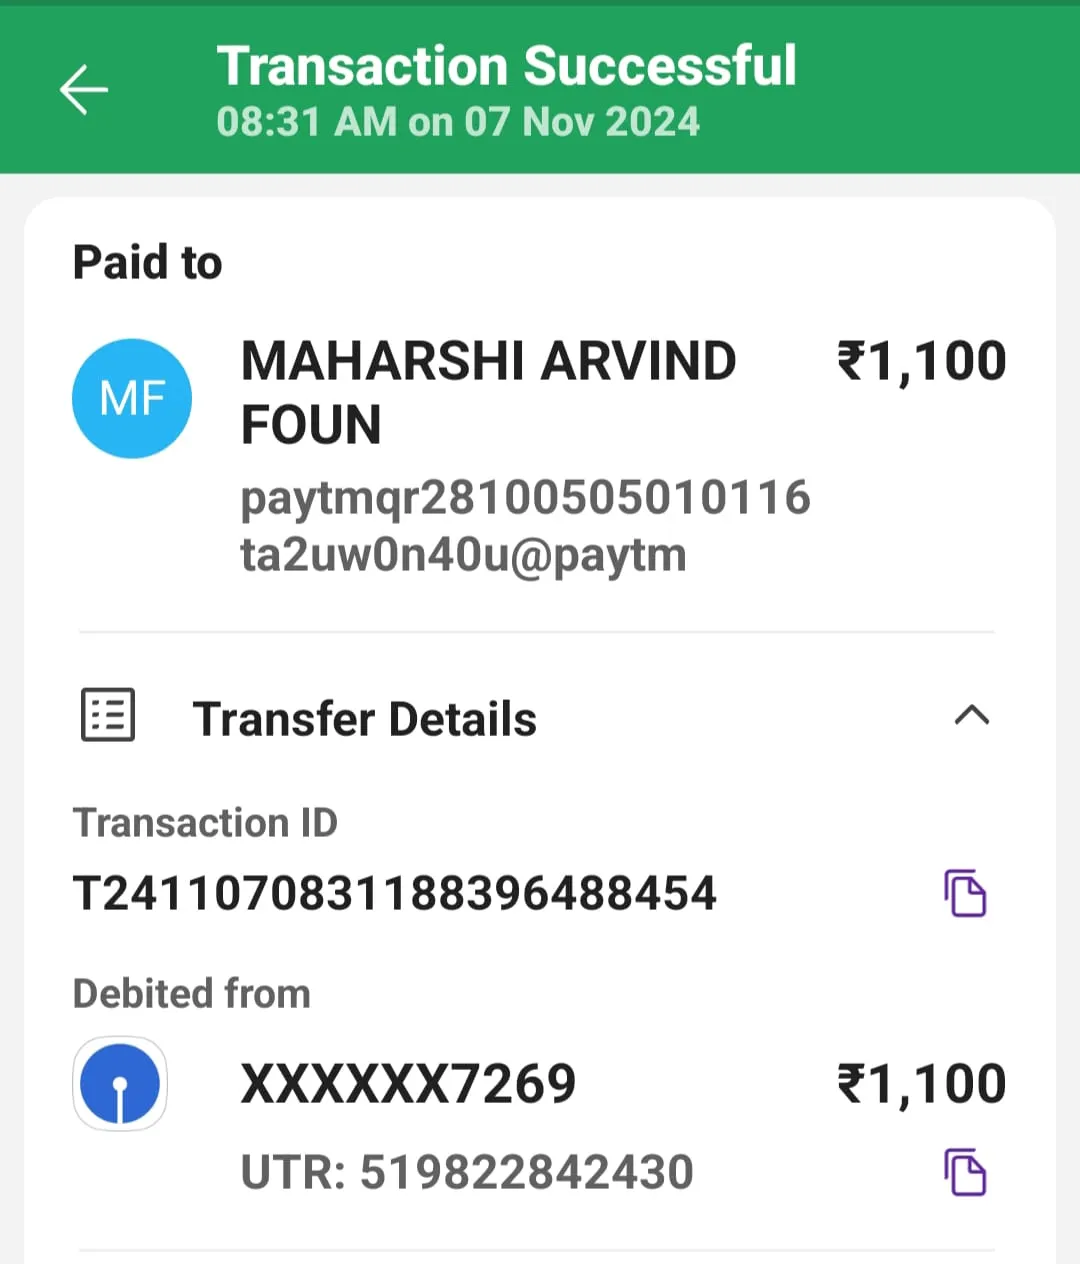 Transaction Successful
08:31 AM on 07 Nov 2024
Paid to
MF
MAHARSHI ARVIND
FOUN
₹1,100
paytmqr28100505010116
ta2uw0n40u@paytm
Transfer Details
Transaction ID
T2411070831188396488454
Debited from
XXXXXX7269
₹1,100
UTR: 519822842430